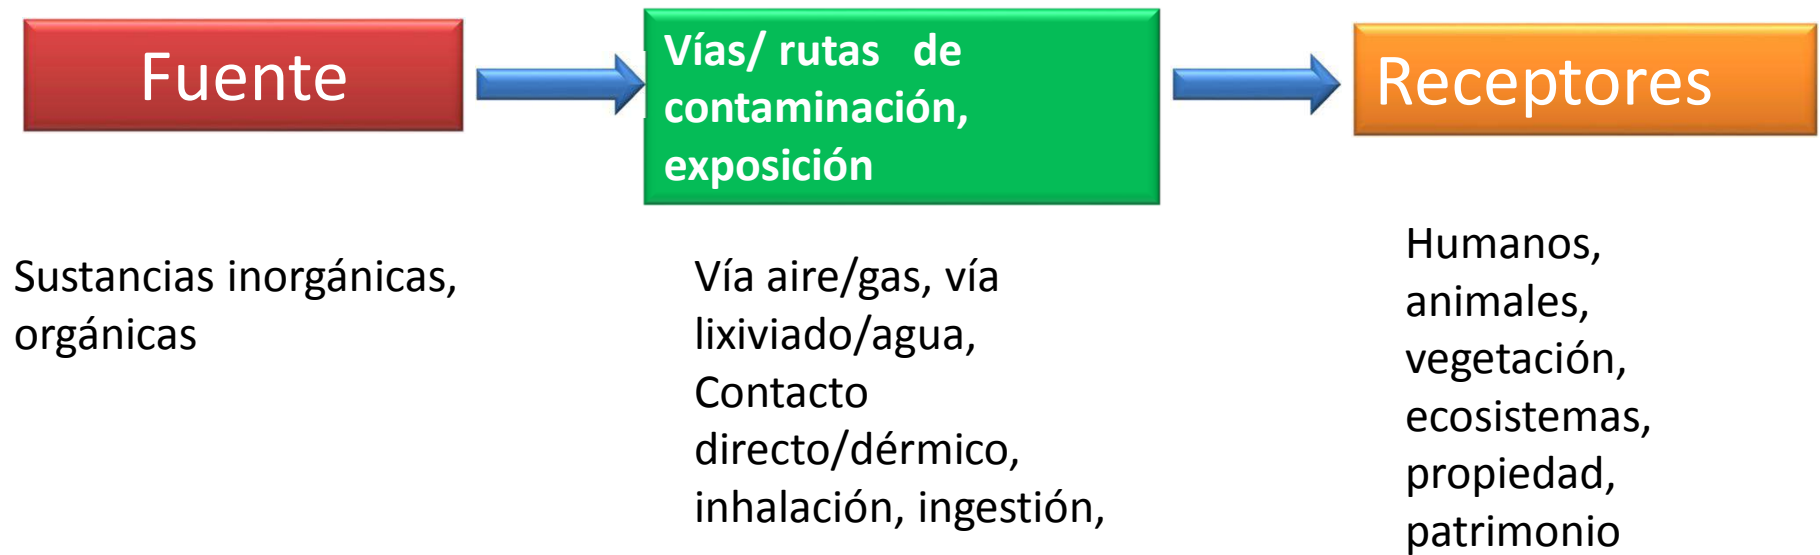 Fuente
Vías/ rutas de
contaminación,
exposición
Receptores
Sustancias inorgánicas,
orgánicas
Vía aire/gas, vía
lixiviado/agua,
Contacto
directo/dérmico,
inhalación, ingestión,
Humanos,
animales,
vegetación,
ecosistemas,
propiedad,
patrimonio